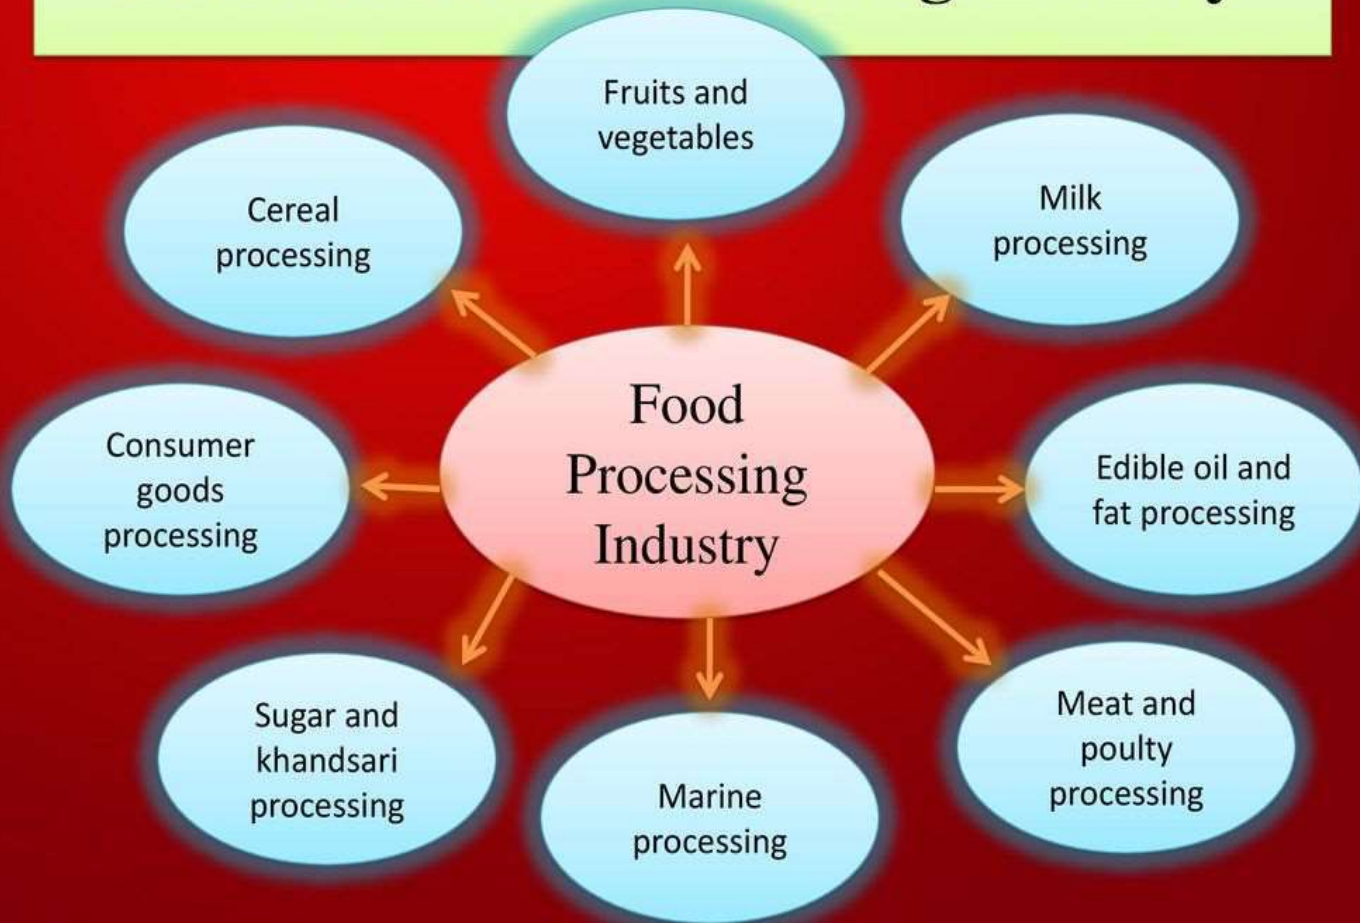 Fruits and
vegetables
Milk
processing
Cereal
processing
Food
Processing
Industry
Edible oil and
fat processing
Consumer
goods
processing
Meat and
poulty
processing
Sugar and
khandsari
processing
Marine
processing